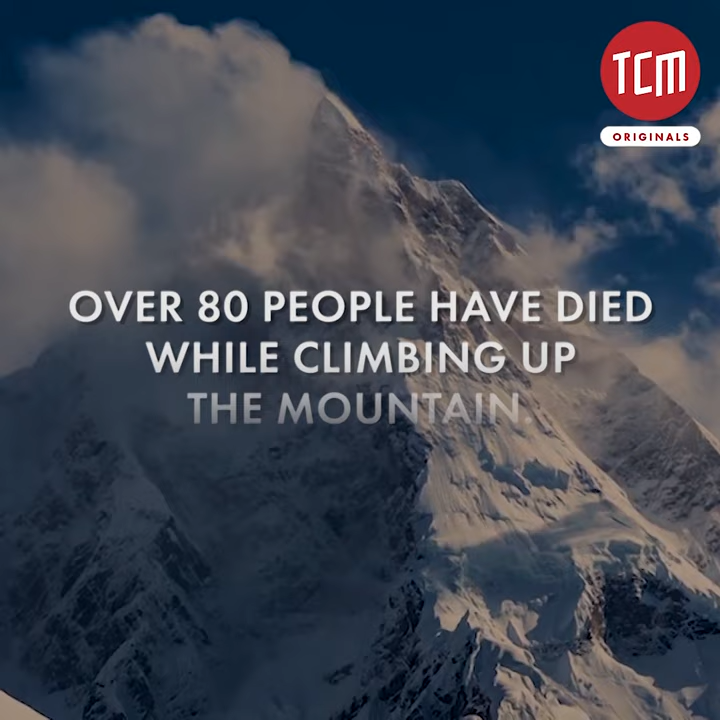 TCM
ORIGINALS
OVER 80 PEOPLE HAVE DIED
WHILE CLIMBING UP
THE MOUNTAIN.